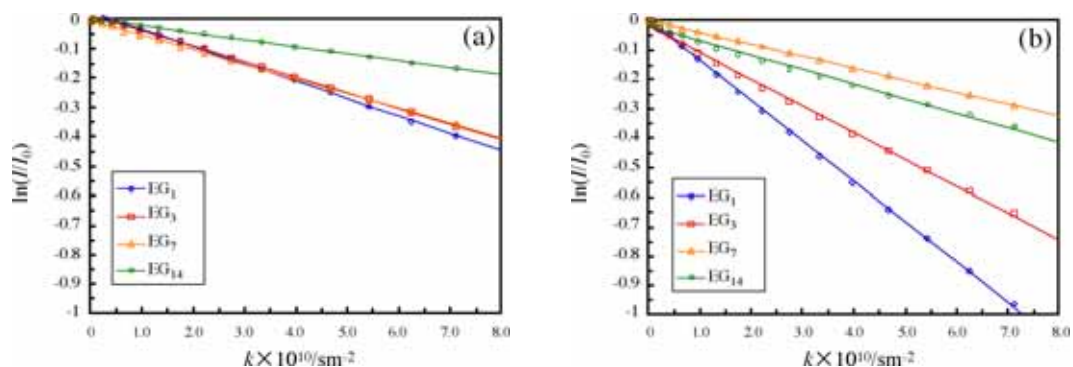 (a)
ln(I/I₀)
0
-0.1
-0.2
-0.3
-0.4
-0.5
-0.6
-0.7
-0.8
-0.9
-1
EG₁
EG₃
EG₇
EG₁₄
0 1.0 2.0 3.0 4.0 5.0 6.0 7.0 8.0
k×10¹⁰/sm⁻²
(b)
ln(I/I₀)
0
-0.1
-0.2
-0.3
-0.4
-0.5
-0.6
-0.7
-0.8
-0.9
-1
EG₁
EG₃
EG₇
EG₁₄
0 1.0 2.0 3.0 4.0 5.0 6.0 7.0 8.0
k×10¹⁰/sm⁻²